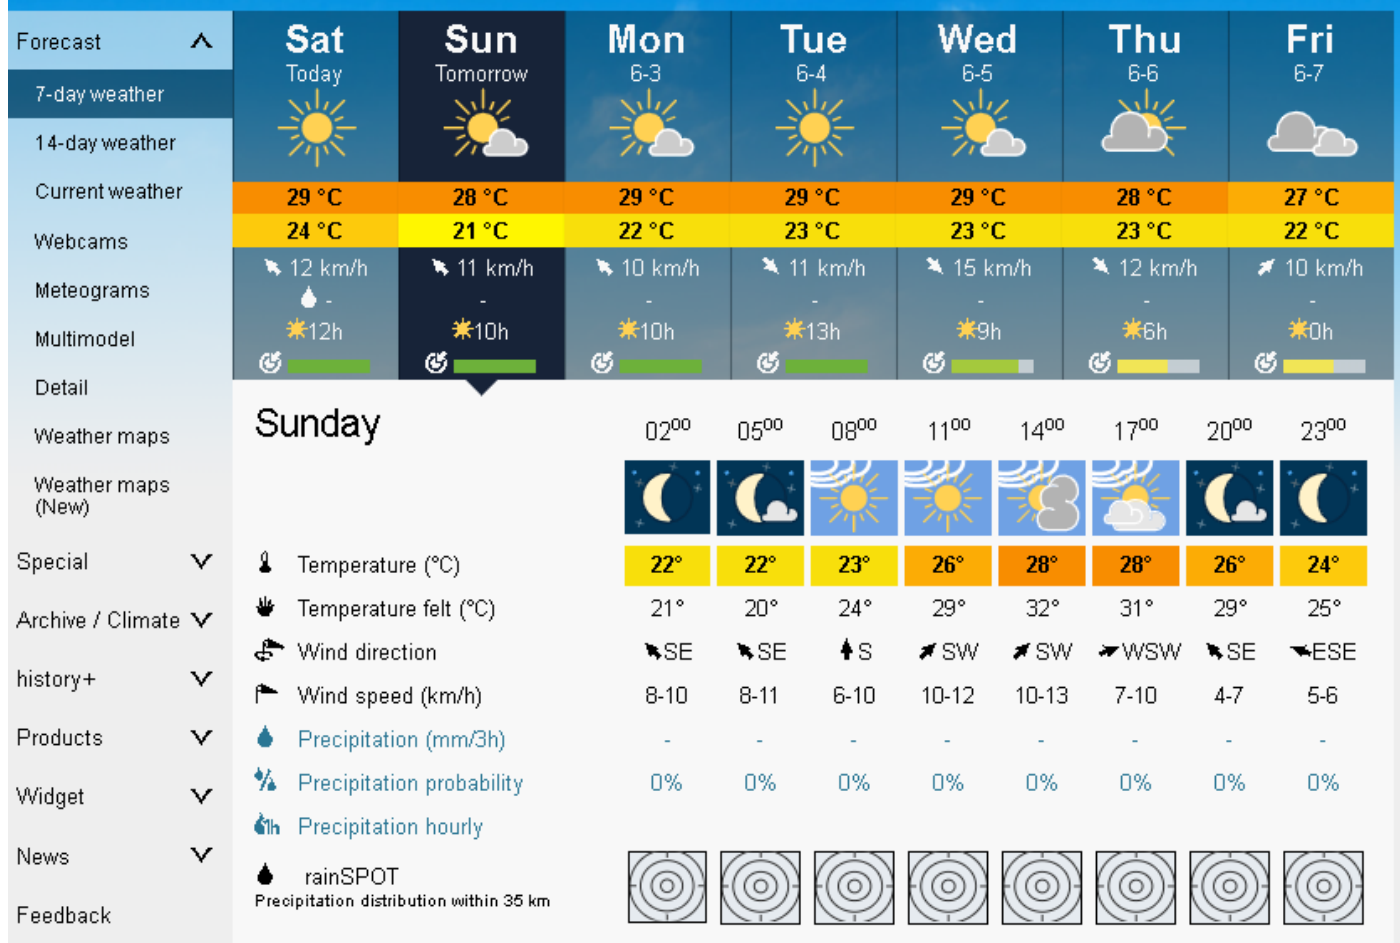 Forecast
7-day weather
14-day weather
Current weather
Webcams
Meteograms
Multimodel
Detail
Weather maps
Weather maps
(New)
Special
Archive / Climate
history+
Products
Widget
News
Feedback
Sat Sun Mon Tue Wed Thu Fri
Today Tomorrow 6-3 6-4 6-5 6-6 6-7
29 °C 28 °C 29 °C 29 °C 29 °C 28 °C 27 °C
24 °C 21 °C 22 °C 23 °C 23 °C 23 °C 22 °C
12 km/h 11 km/h 10 km/h 11 km/h 15 km/h 12 km/h 10 km/h
- - - - - - -
12h 10h 10h 13h 9h 6h 0h
Sunday 02⁰⁰ 05⁰⁰ 08⁰⁰ 11⁰⁰ 14⁰⁰ 17⁰⁰ 20⁰⁰ 23⁰⁰
Temperature (°C) 22° 22° 23° 26° 28° 28° 26° 24°
Temperature felt (°C) 21° 20° 24° 29° 32° 31° 29° 25°
Wind direction SE SE S SW SW WSW SE ESE
Wind speed (km/h) 8-10 8-11 6-10 10-12 10-13 7-10 4-7 5-6
Precipitation (mm/3h) - - - - - - - -
Precipitation probability 0% 0% 0% 0% 0% 0% 0% 0%
1h Precipitation hourly
rainSPOT
Precipitation distribution within 35 km